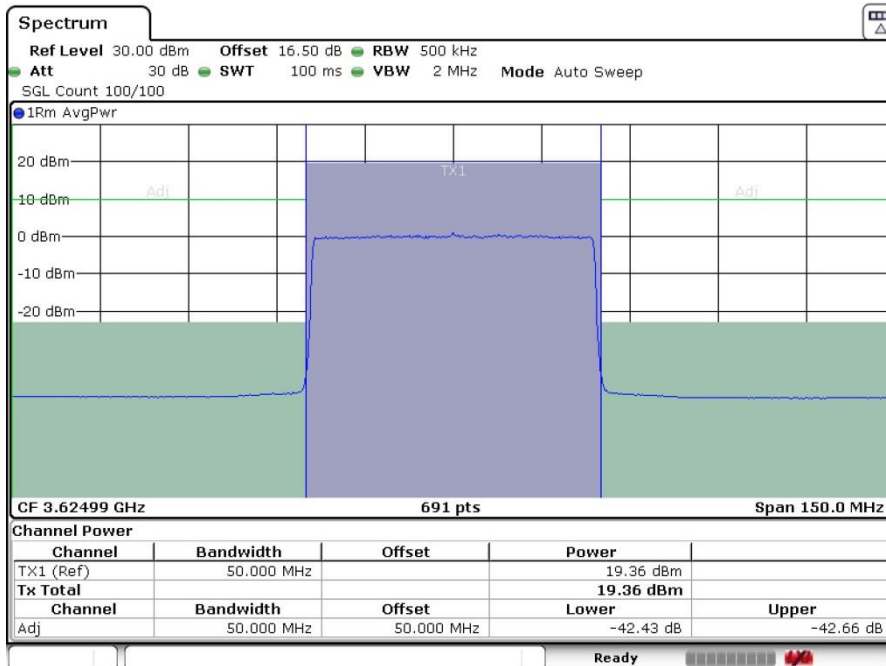 Spectrum
Ref Level 30.00 dBm Offset 16.50 dB RBW 500 kHz
Att 30 dB SWT 100 ms VBW 2 MHz Mode Auto Sweep
SGL Count 100/100
1Rm AvgPwr
20 dBm
TX1
Adj Adj
10 dBm
0 dBm
-10 dBm
-20 dBm
CF 3.62499 GHz 691 pts Span 150.0 MHz
Channel Power
Channel Bandwidth Offset Power
TX1 (Ref) 50.000 MHz 19.36 dBm
Tx Total 19.36 dBm
Channel Bandwidth Offset Lower Upper
Adj 50.000 MHz 50.000 MHz -42.43 dB -42.66 dB
Ready